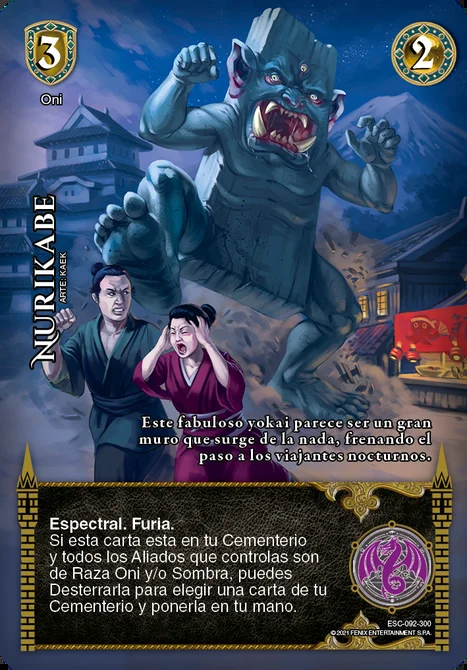 3
2
Oni
NURIKABE
ARTE: KAEK
Este fabuloso yokai parece ser un gran
muro que surge de la nada, frenando el
paso a los viajantes nocturnos.
Espectral. Furia.
Si esta carta esta en tu Cementerio
y todos los Aliados que controlas son
de Raza Oni y/o Sombra, puedes
Desterrarla para elegir una carta de tu
Cementerio y ponerla en tu mano.
ESC-092-300
©2021 FENIX ENTERTAINMENT S.P.A.